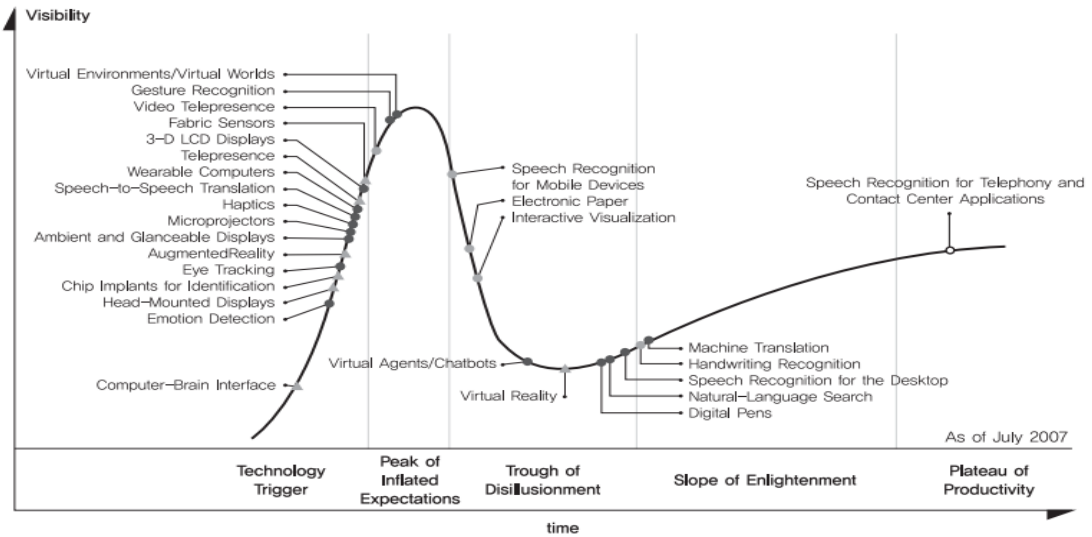 Visibility
Virtual Environments/Virtual Worlds
Gesture Recognition
Video Telepresence
Fabric Sensors
3-D LCD Displays
Telepresence
Wearable Computers
Speech-to-Speech Translation
Haptics
Microprojectors
Ambient and Glanceable Displays
AugmentedReality
Eye Tracking
Chip Implants for Identification
Head-Mounted Displays
Emotion Detection
Computer-Brain Interface
Speech Recognition
for Mobile Devices
Electronic Paper
Interactive Visualization
Virtual Agents/Chatbots
Virtual Reality
Machine Translation
Handwriting Recognition
Speech Recognition for the Desktop
Natural-Language Search
Digital Pens
Speech Recognition for Telephony and
Contact Center Applications
As of July 2007
Technology
Trigger
Peak of
Inflated
Expectations
Trough of
Disillusionment
Slope of Enlightenment
Plateau of
Productivity
time